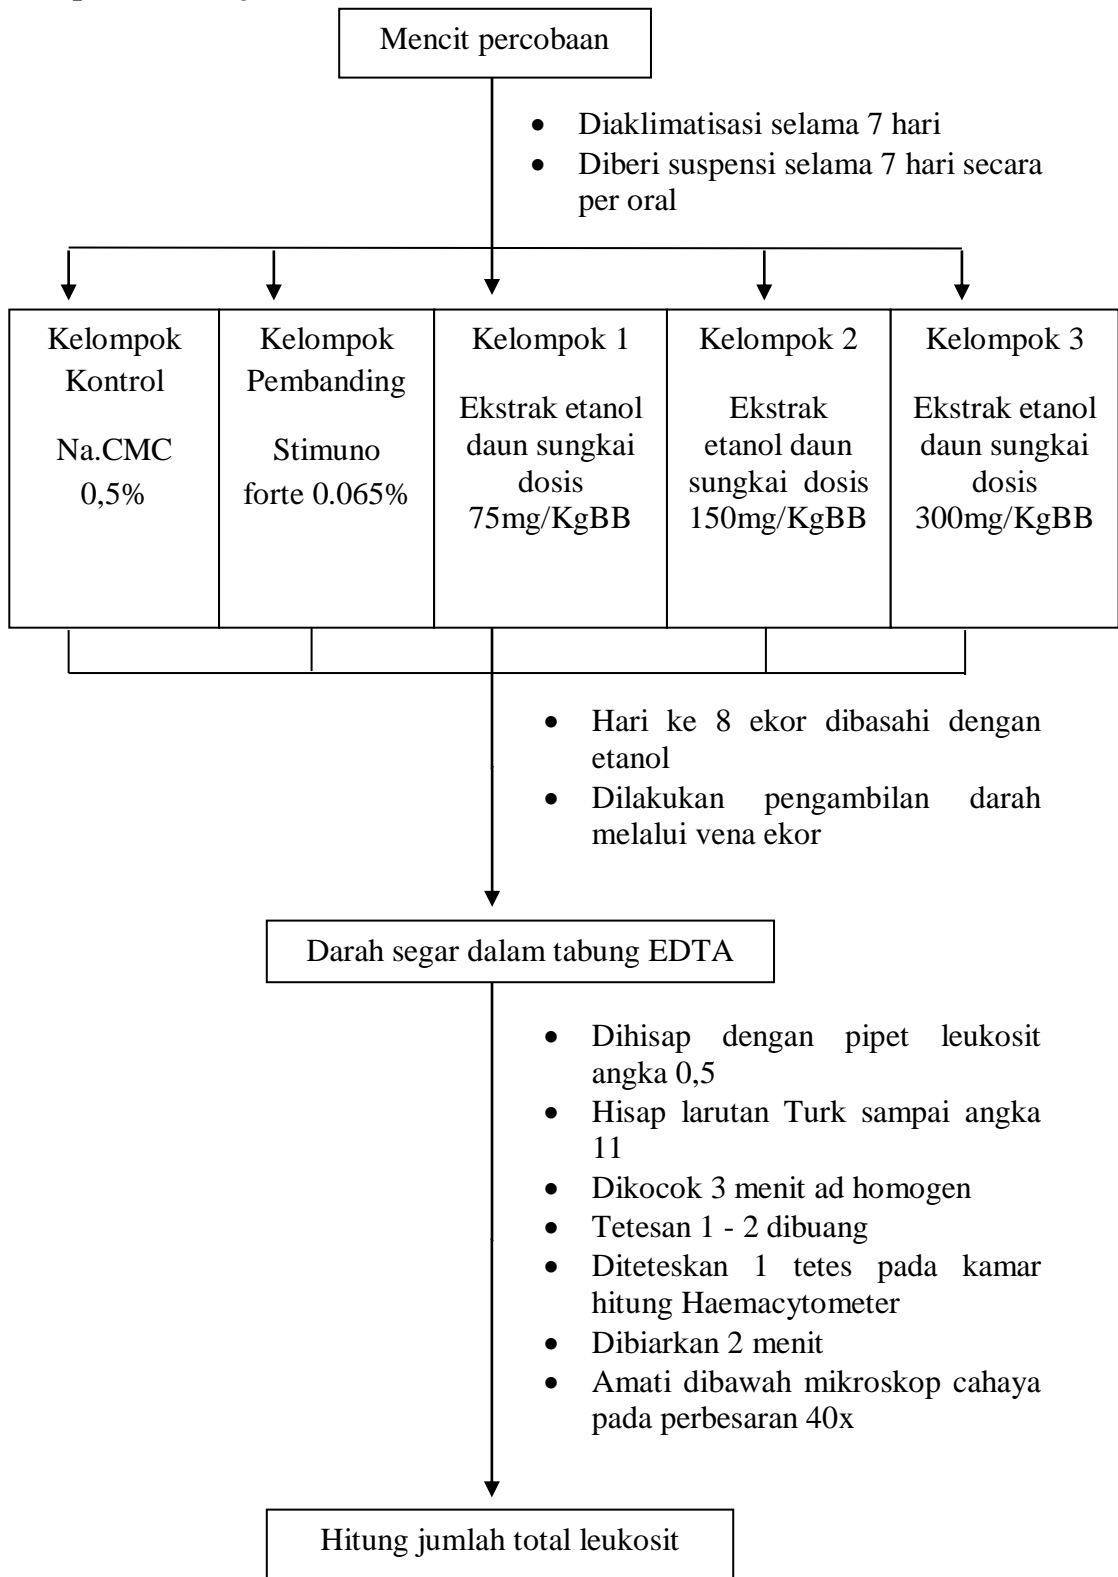 Mencit percobaan
• Diaklimatisasi selama 7 hari
• Diberi suspensi selama 7 hari secara
per oral
Kelompok
Kontrol
Na.CMC
0,5%
Kelompok
Pembanding
Stimuno
forte 0.065%
Kelompok 1
Ekstrak etanol
daun sungkai
dosis
75mg/KgBB
Kelompok 2
Ekstrak
etanol daun
sungkai dosis
150mg/KgBB
Kelompok 3
Ekstrak etanol
daun sungkai
dosis
300mg/KgBB
• Hari ke 8 ekor dibasahi dengan
etanol
• Dilakukan pengambilan darah
melalui vena ekor
Darah segar dalam tabung EDTA
• Dihisap dengan pipet leukosit
angka 0,5
• Hisap larutan Turk sampai angka
11
• Dikocok 3 menit ad homogen
• Tetesan 1 - 2 dibuang
• Diteteskan 1 tetes pada kamar
hitung Haemacytometer
• Dibiarkan 2 menit
• Amati dibawah mikroskop cahaya
pada perbesaran 40x
Hitung jumlah total leukosit